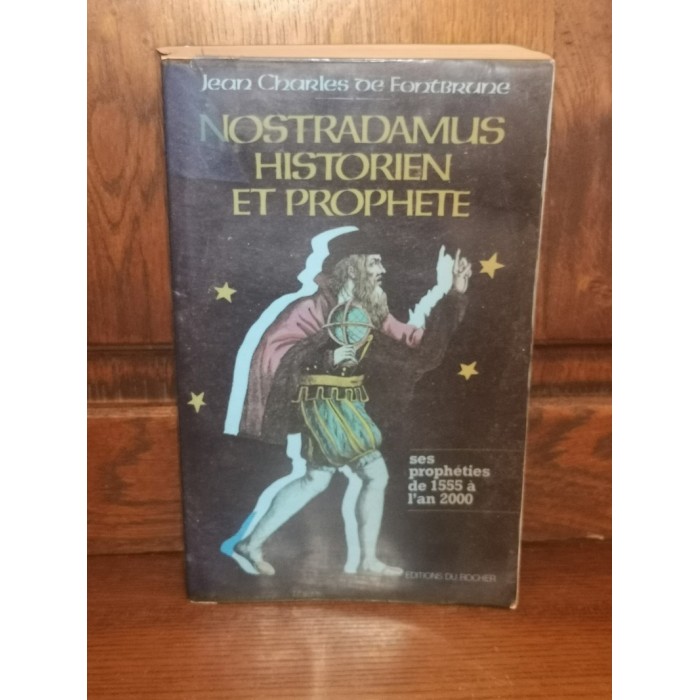 Jean Charles de Fontbrune
NOSTRADAMUS
HISTORIEN
ET PROPHETE
ses
prophéties
de 1555 à
l'an 2000
EDITIONS DU ROCHER